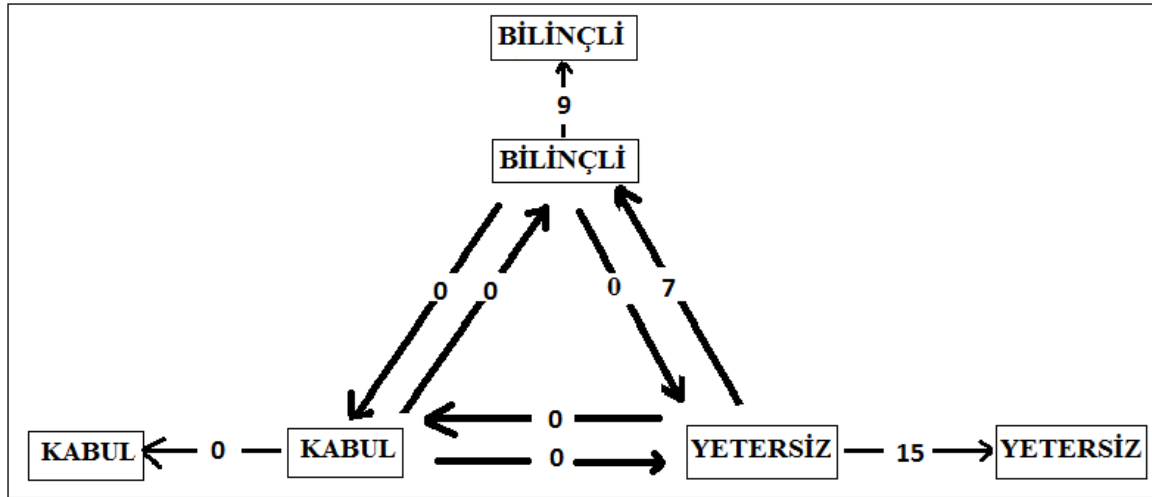 BİLİNÇLİ
9
BİLİNÇLİ
0 0 0 7
0
KABUL 0 KABUL YETERSİZ 15 YETERSİZ
0